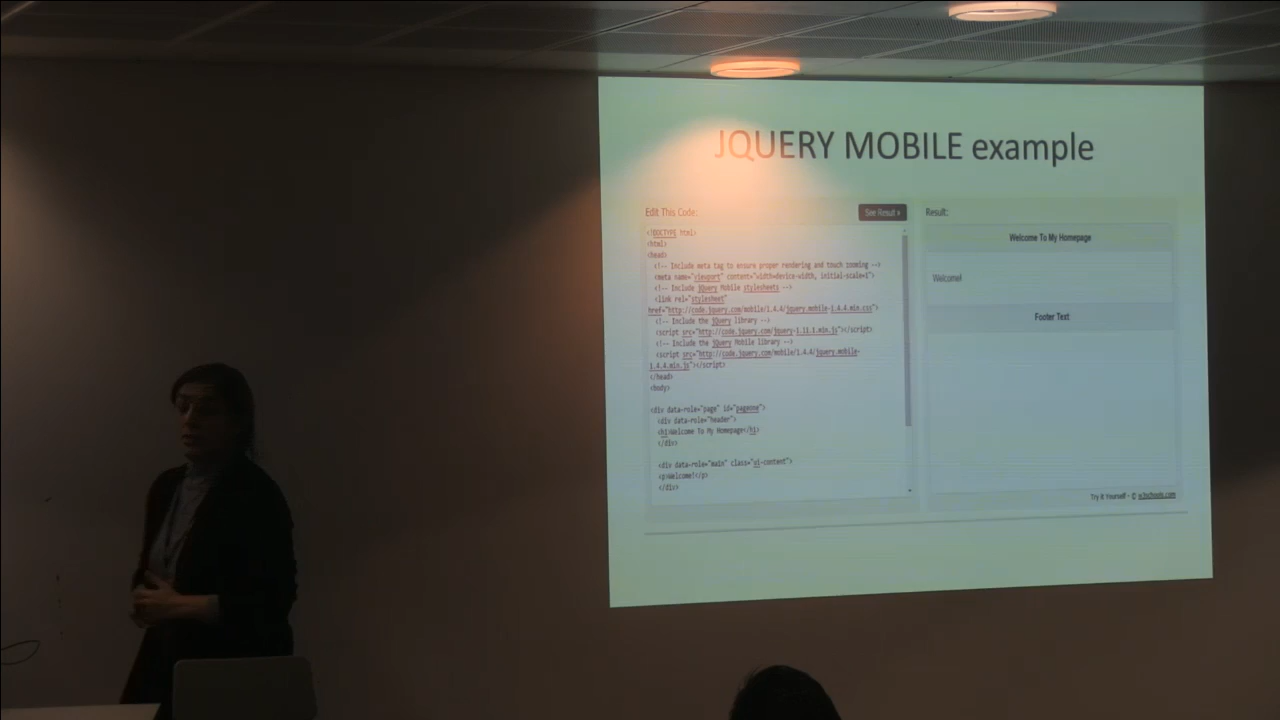 JQUERY MOBILE example
Edit This Code:
See Result »
Result:
<!DOCTYPE html>
<html>
<head>
<!-- Include meta tag to ensure proper rendering and touch zooming -->
<meta name="viewport" content="width=device-width, initial-scale=1">
<!-- Include jQuery Mobile stylesheets -->
<link rel="stylesheet"
href="http://code.jquery.com/mobile/1.4.4/jquery.mobile-1.4.4.min.css">
<!-- Include the jQuery library -->
<script src="http://code.jquery.com/jquery-1.11.1.min.js"></script>
<!-- Include the jQuery Mobile library -->
<script src="http://code.jquery.com/mobile/1.4.4/jquery.mobile-
1.4.4.min.js"></script>
</head>
<body>
<div data-role="page" id="pageone">
<div data-role="header">
<h1>Welcome To My Homepage</h1>
</div>
<div data-role="main" class="ui-content">
<p>Welcome!</p>
</div>
Welcome To My Homepage
Welcome!
Footer Text
Try it Yourself - © w3schools.com